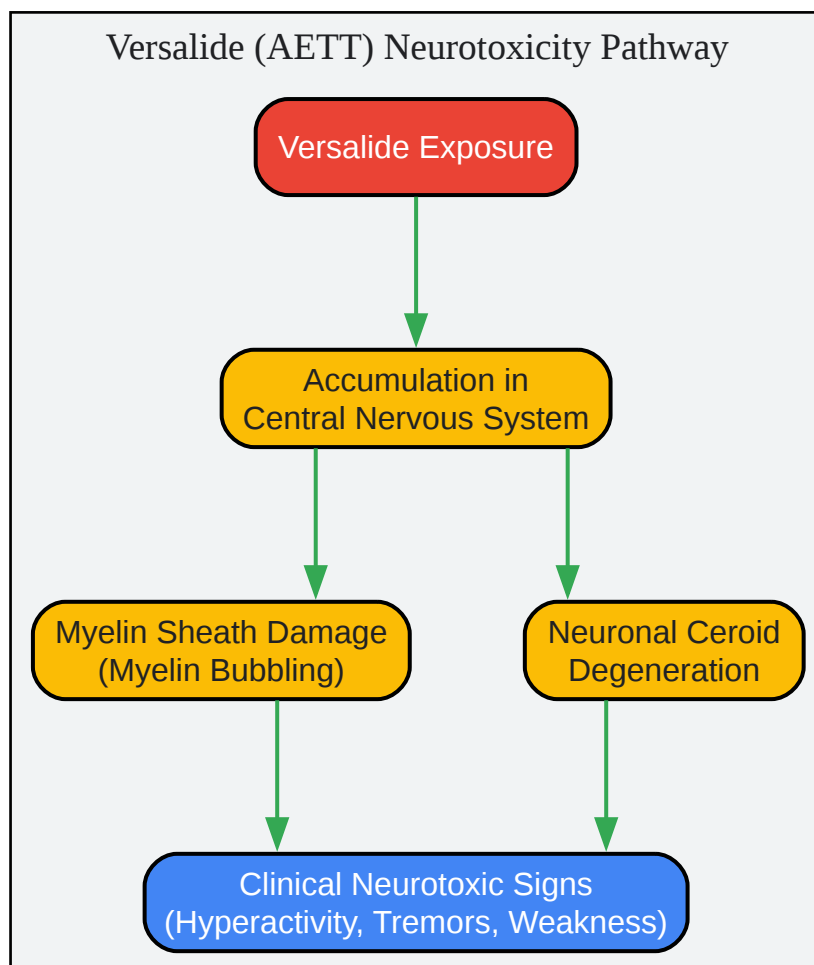 Versalide (AETT) Neurotoxicity Pathway
Versalide Exposure
Accumulation in
Central Nervous System
Myelin Sheath Damage
(Myelin Bubbling)
Neuronal Ceroid
Degeneration
Clinical Neurotoxic Signs
(Hyperactivity, Tremors, Weakness)